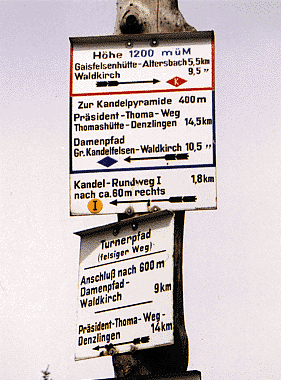 Höhe 1200 müM
Gaisfelsenhütte-Altersbach 5,5km
Waldkirch 9,5 "
K
Zur Kandelpyramide 400m
Präsident-Thoma-Weg
Thomashütte-Denzlingen 14,5km
Damenpfad
Gr. Kandelfelsen-Waldkirch 10,5 "
Kandel-Rundweg I 1,8km
nach ca. 60m rechts
I
Turnerpfad
(felsiger Weg)
Anschluß nach 600m
Damenpfad-
Waldkirch 9km
Präsident-Thoma-Weg-
Denzlingen 14km